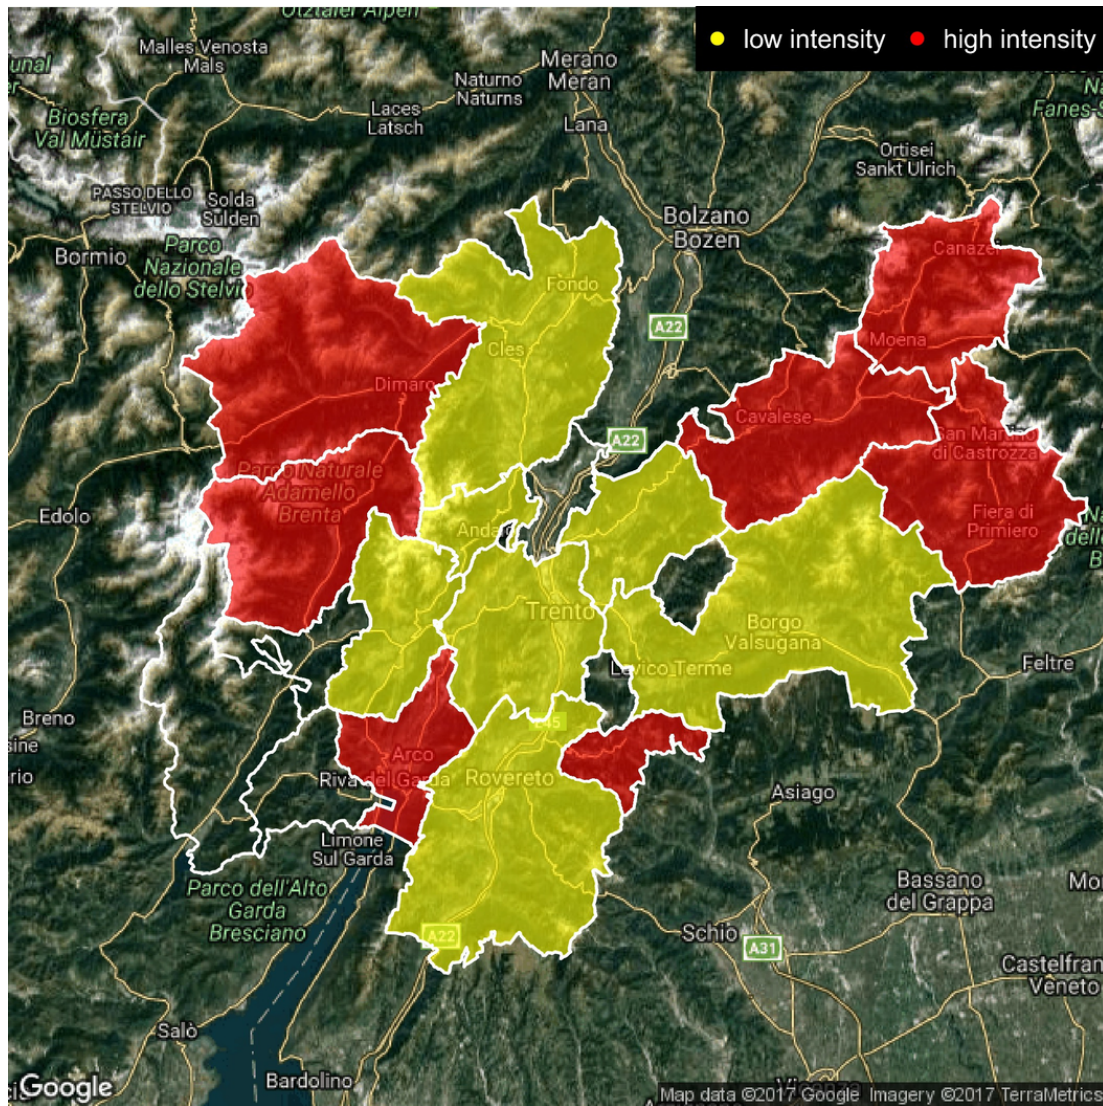 Ötztaler Alpen
low intensity
high intensity
Malles Venosta
Mals
Merano
Meran
Naturno
Naturns
Laces
Latsch
Biosfera
Val Müstair
Fanes-S
Lana
Ortisei
Sankt Ulrich
PASSO DELLO
STELVIO
Solda
Sulden
Bolzano
Bozen
Bormio
Parco
Nazionale
dello Stelvio
Canazei
Fondo
A22
Cles
Moena
Dimaro
Cavalese
A22
San Martino
di Castrozza
Parco Naturale
Adamello
Brenta
Edolo
Andalo
Fiera di
Primiero
Trento
Borgo
Valsugana
Levico Terme
Feltre
Breno
Arco
Riva del Garda
Rovereto
Asiago
Limone
Sul Garda
Parco dell'Alto
Garda
Bresciano
Bassano
del Grappa
A22
Schio
A31
Castelfran
Veneto
Salò
Bardolino
Google
Map data ©2017 Google Imagery ©2017 TerraMetrics